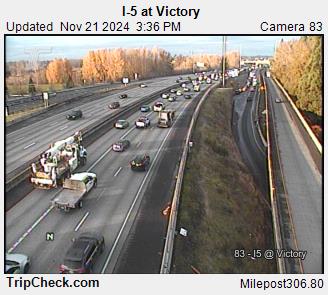 I-5 at Victory
Updated Nov 21 2024 3:36 PM Camera 83
N
83 - I5 @ Victory
TripCheck.com Milepost306.80